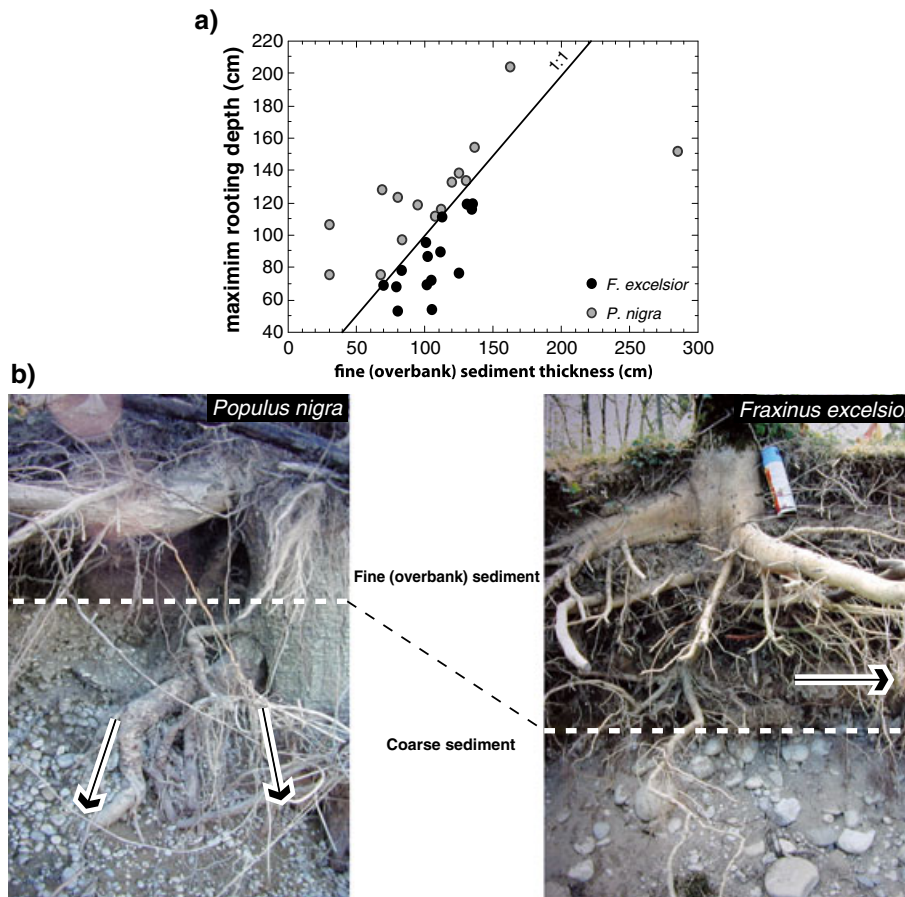 a)
220
200
180
160
140
120
100
80
60
40
maximim rooting depth (cm)
1:1
F. excelsior
P. nigra
0
50
100
150
200
250
300
fine (overbank) sediment thickness (cm)
b)
Populus nigra
Fraxinus excelsio
Fine (overbank) sediment
Coarse sediment